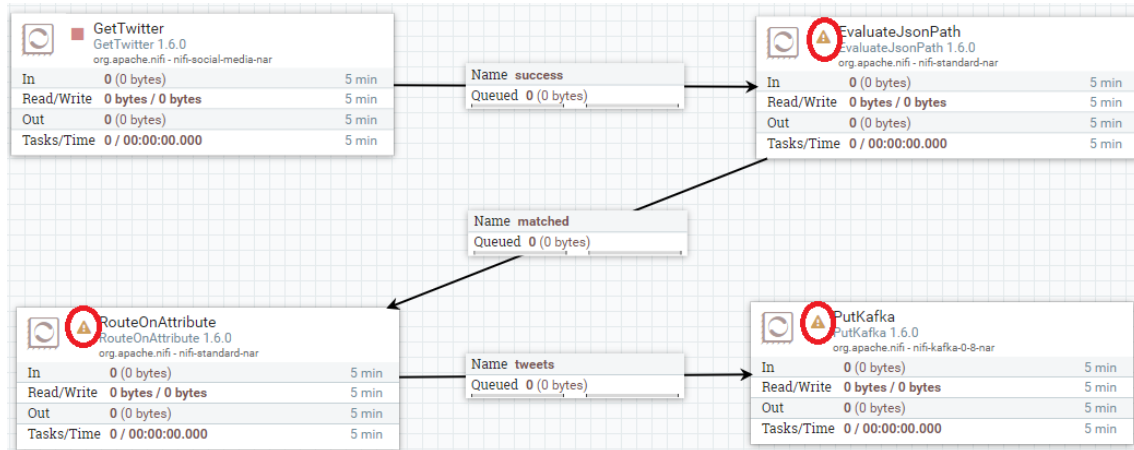 GetTwitter
GetTwitter 1.6.0
org.apache.nifi - nifi-social-media-nar
In 0 (0 bytes) 5 min
Read/Write 0 bytes / 0 bytes 5 min
Out 0 (0 bytes) 5 min
Tasks/Time 0 / 00:00:00.000 5 min
Name success
Queued 0 (0 bytes)
EvaluateJsonPath
EvaluateJsonPath 1.6.0
org.apache.nifi - nifi-standard-nar
In 0 (0 bytes) 5 min
Read/Write 0 bytes / 0 bytes 5 min
Out 0 (0 bytes) 5 min
Tasks/Time 0 / 00:00:00.000 5 min
Name matched
Queued 0 (0 bytes)
RouteOnAttribute
RouteOnAttribute 1.6.0
org.apache.nifi - nifi-standard-nar
In 0 (0 bytes) 5 min
Read/Write 0 bytes / 0 bytes 5 min
Out 0 (0 bytes) 5 min
Tasks/Time 0 / 00:00:00.000 5 min
Name tweets
Queued 0 (0 bytes)
PutKafka
PutKafka 1.6.0
org.apache.nifi - nifi-kafka-0-8-nar
In 0 (0 bytes) 5 min
Read/Write 0 bytes / 0 bytes 5 min
Out 0 (0 bytes) 5 min
Tasks/Time 0 / 00:00:00.000 5 min